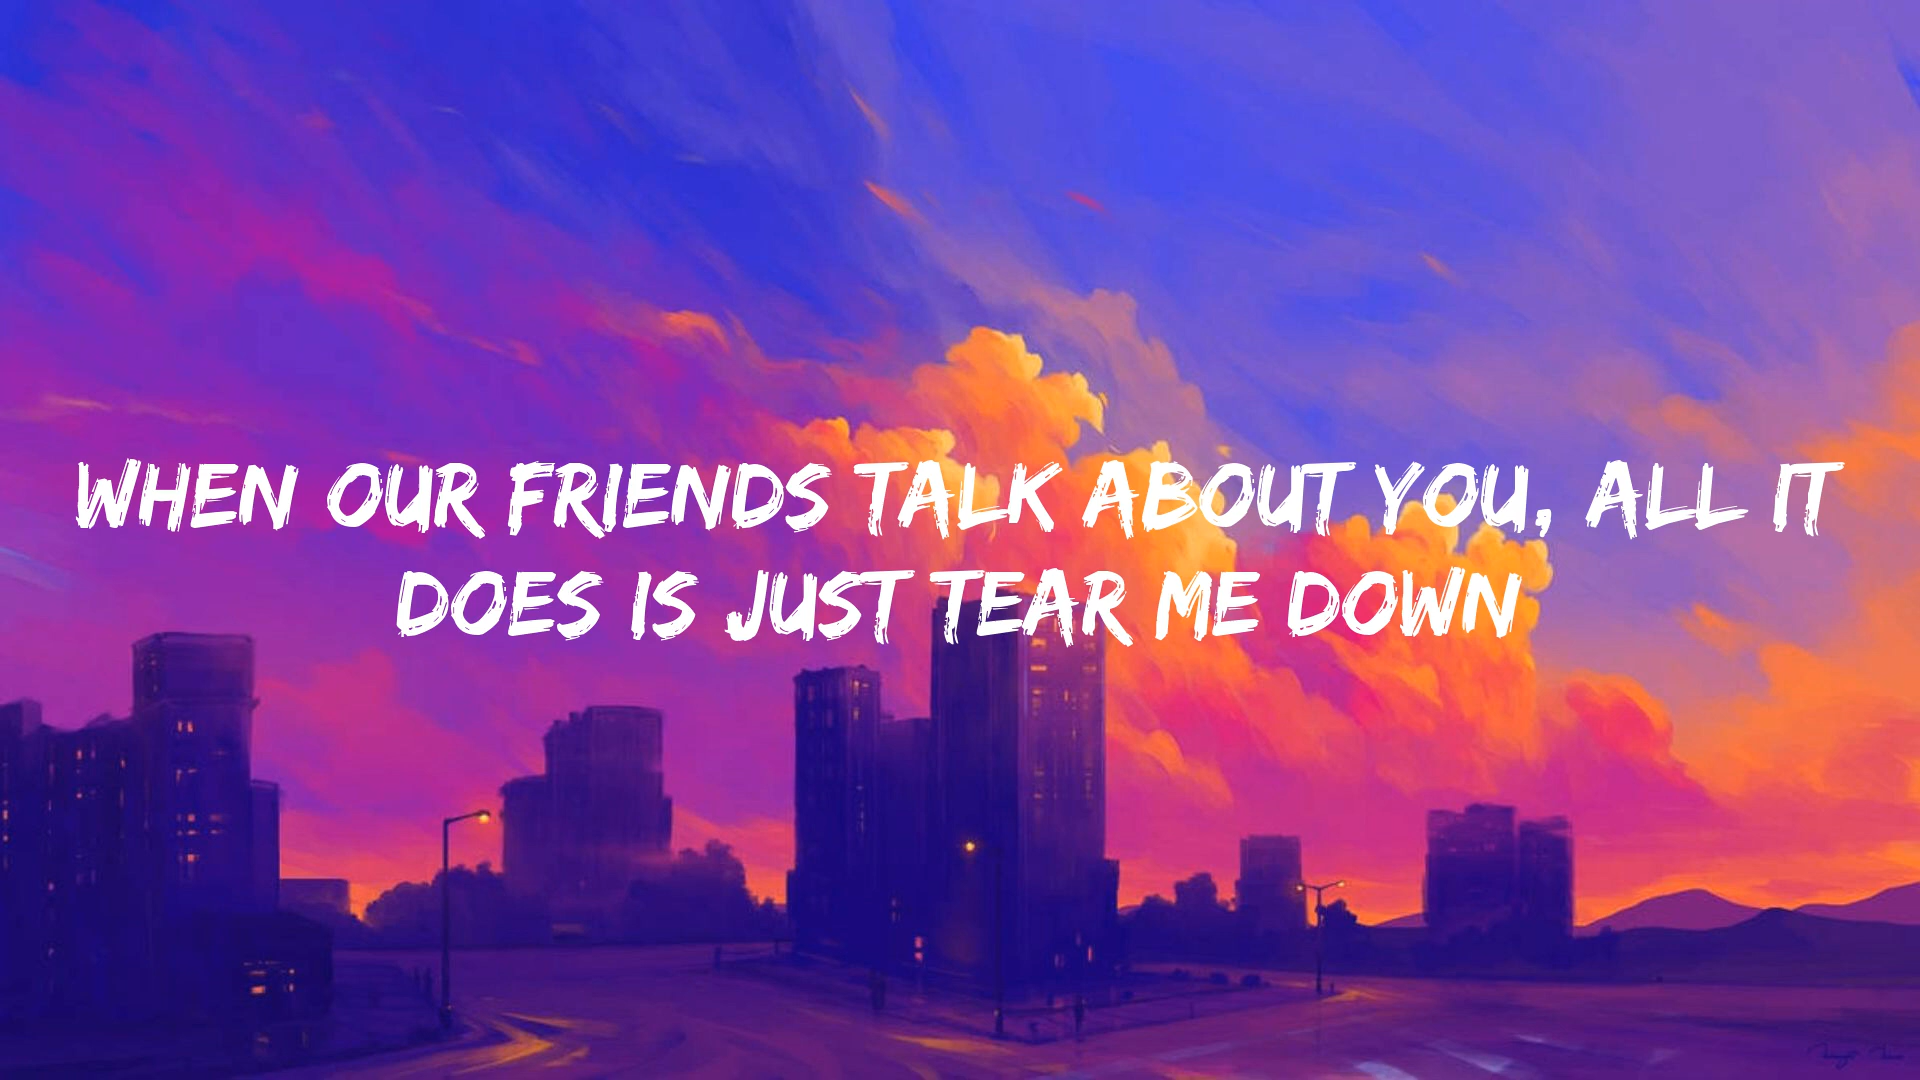 WHEN OUR FRIENDS TALK ABOUT YOU, ALL IT
DOES IS JUST TEAR ME DOWN